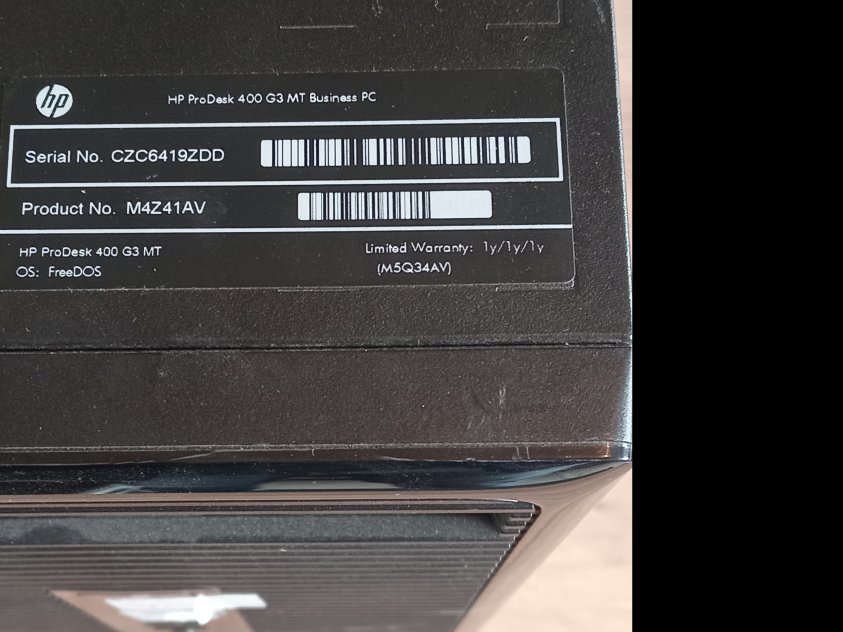 hp
HP ProDesk 400 G3 MT Business PC
Serial No. CZC6419ZDD
Product No. M4Z41AV
HP ProDesk 400 G3 MT
OS: FreeDOS
Limited Warranty: 1y/1y/1y
(M5Q34AV)